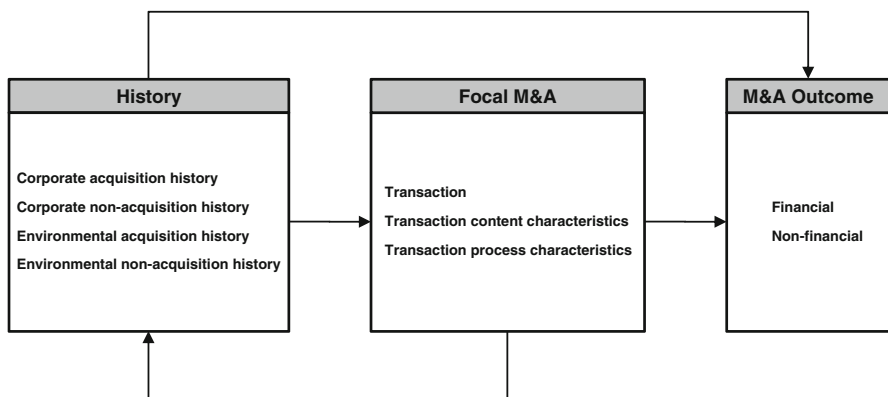 History
Corporate acquisition history
Corporate non-acquisition history
Environmental acquisition history
Environmental non-acquisition history
Focal M&A
Transaction
Transaction content characteristics
Transaction process characteristics
M&A Outcome
Financial
Non-financial